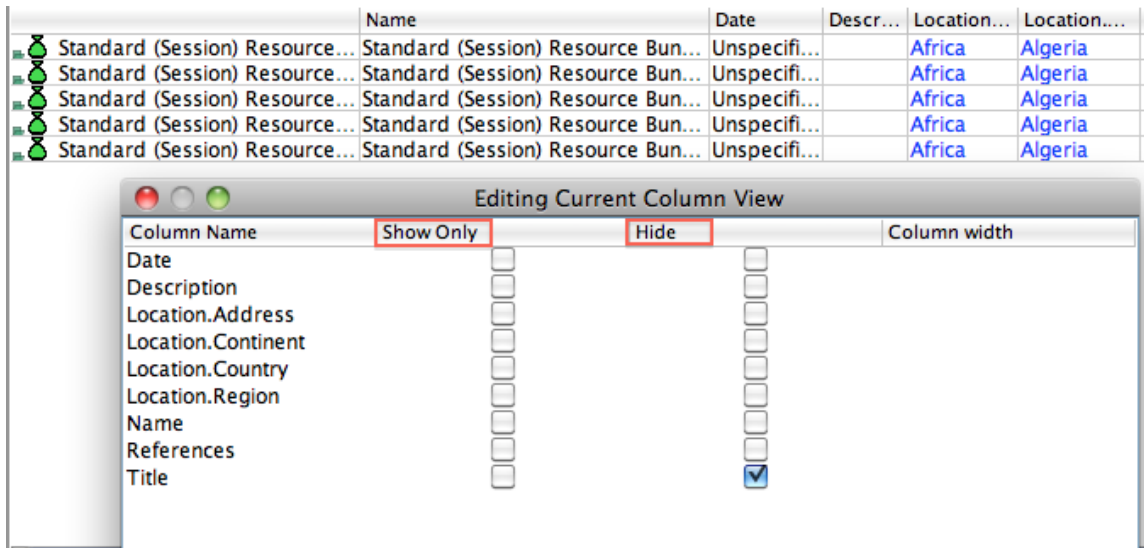 Name Date Descr... Location... Location....
Standard (Session) Resource... Standard (Session) Resource Bun... Unspecifi... Africa Algeria
Standard (Session) Resource... Standard (Session) Resource Bun... Unspecifi... Africa Algeria
Standard (Session) Resource... Standard (Session) Resource Bun... Unspecifi... Africa Algeria
Standard (Session) Resource... Standard (Session) Resource Bun... Unspecifi... Africa Algeria
Standard (Session) Resource... Standard (Session) Resource Bun... Unspecifi... Africa Algeria
Editing Current Column View
Column Name Show Only Hide Column width
Date
Description
Location.Address
Location.Continent
Location.Country
Location.Region
Name
References
Title